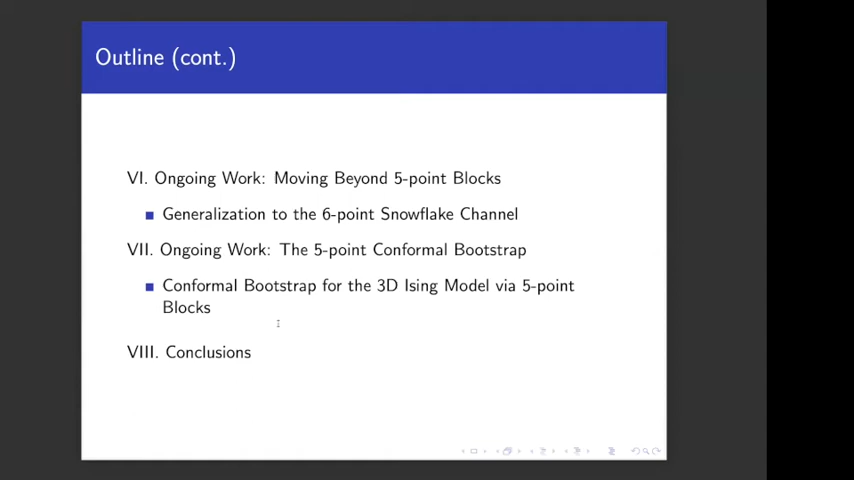 Outline (cont.)
VI. Ongoing Work: Moving Beyond 5-point Blocks
Generalization to the 6-point Snowflake Channel
VII. Ongoing Work: The 5-point Conformal Bootstrap
Conformal Bootstrap for the 3D Ising Model via 5-point
Blocks
VIII. Conclusions